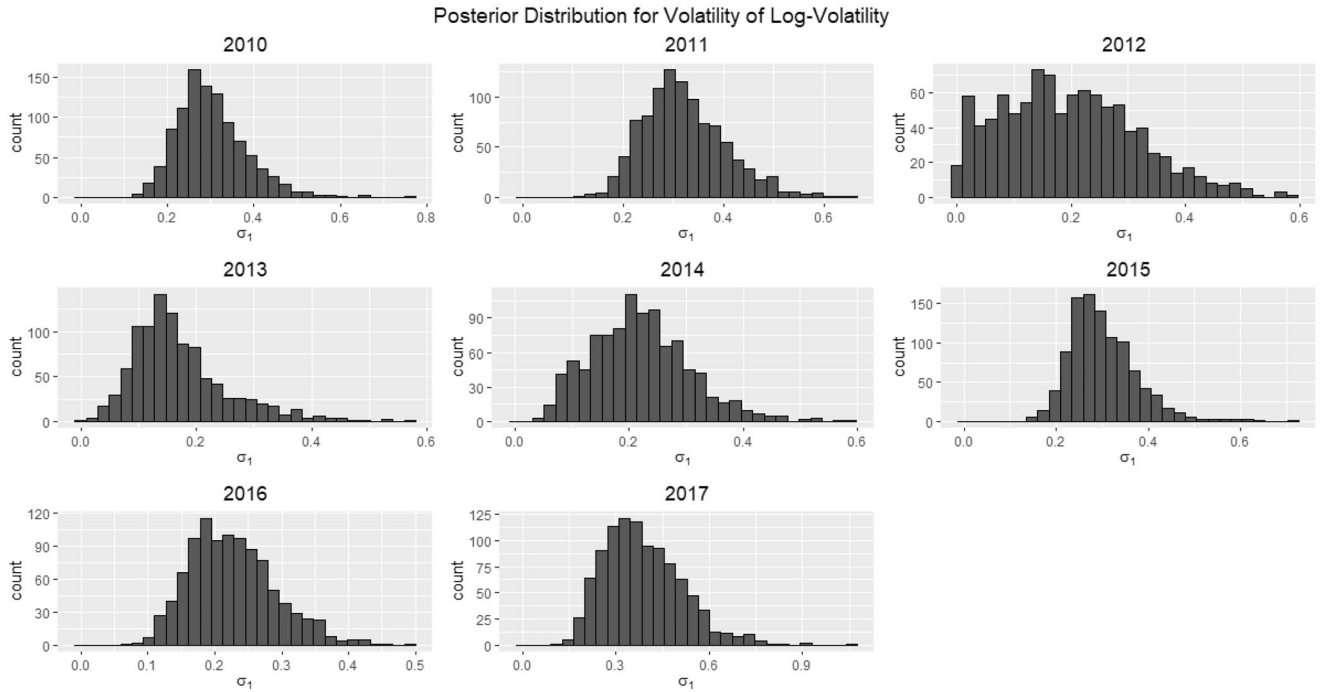 Posterior Distribution for Volatility of Log-Volatility
2010
150
100
50
0
count
0.0 0.2 0.4 0.6 0.8
σ1
2011
100
50
0
count
0.0 0.2 0.4 0.6
σ1
2012
60
40
20
0
count
0.0 0.2 0.4 0.6
σ1
2013
100
50
0
count
0.0 0.2 0.4 0.6
σ1
2014
90
60
30
0
count
0.0 0.2 0.4 0.6
σ1
2015
150
100
50
0
count
0.0 0.2 0.4 0.6
σ1
2016
120
90
60
30
0
count
0.0 0.1 0.2 0.3 0.4 0.5
σ1
2017
125
100
75
50
25
0
count
0.0 0.3 0.6 0.9
σ1